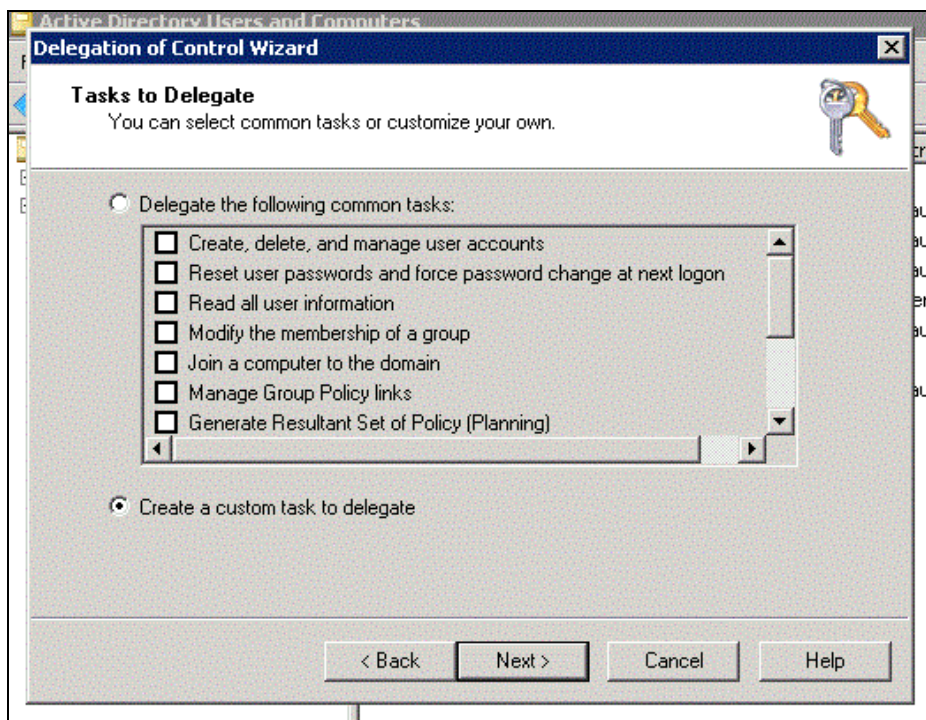 Active Directory Users and Computers
Delegation of Control Wizard
Tasks to Delegate
You can select common tasks or customize your own.
Delegate the following common tasks:
Create, delete, and manage user accounts
Reset user passwords and force password change at next logon
Read all user information
Modify the membership of a group
Join a computer to the domain
Manage Group Policy links
Generate Resultant Set of Policy (Planning)
Create a custom task to delegate
< Back
Next >
Cancel
Help